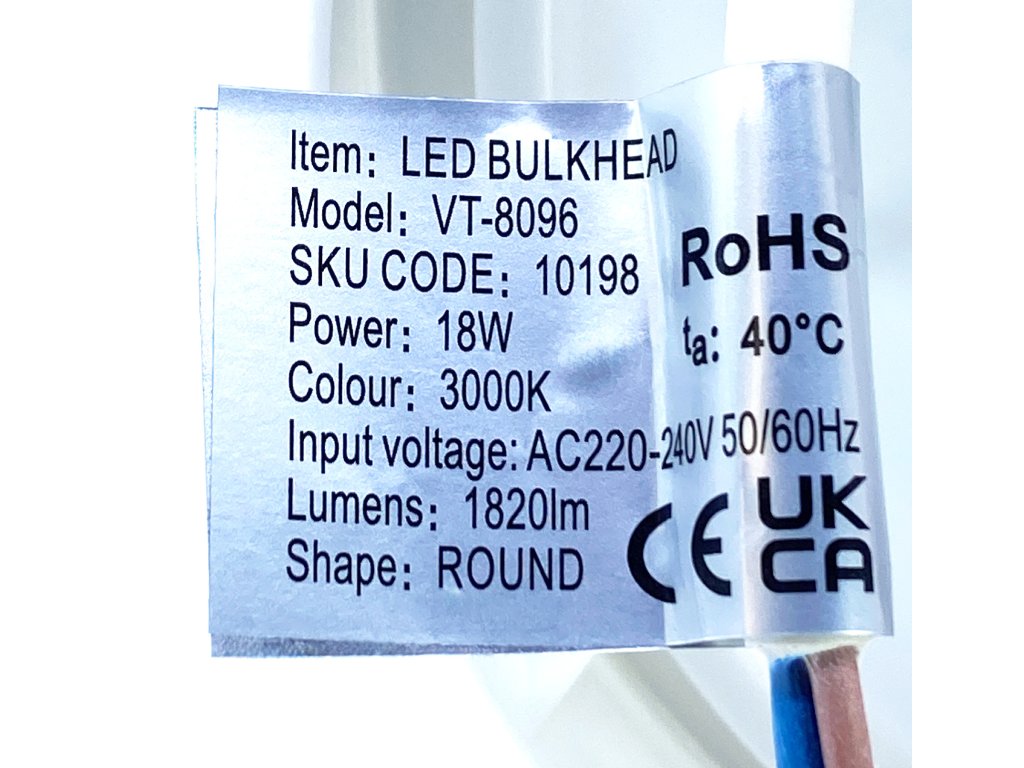 Item: LED BULKHEAD
Model: VT-8096
SKU CODE: 10198
Power: 18W
Colour: 3000K
Input voltage: AC220-240V 50/60Hz
Lumens: 1820lm
Shape: ROUND
RoHS
ta: 40°C
CE
UK
CA